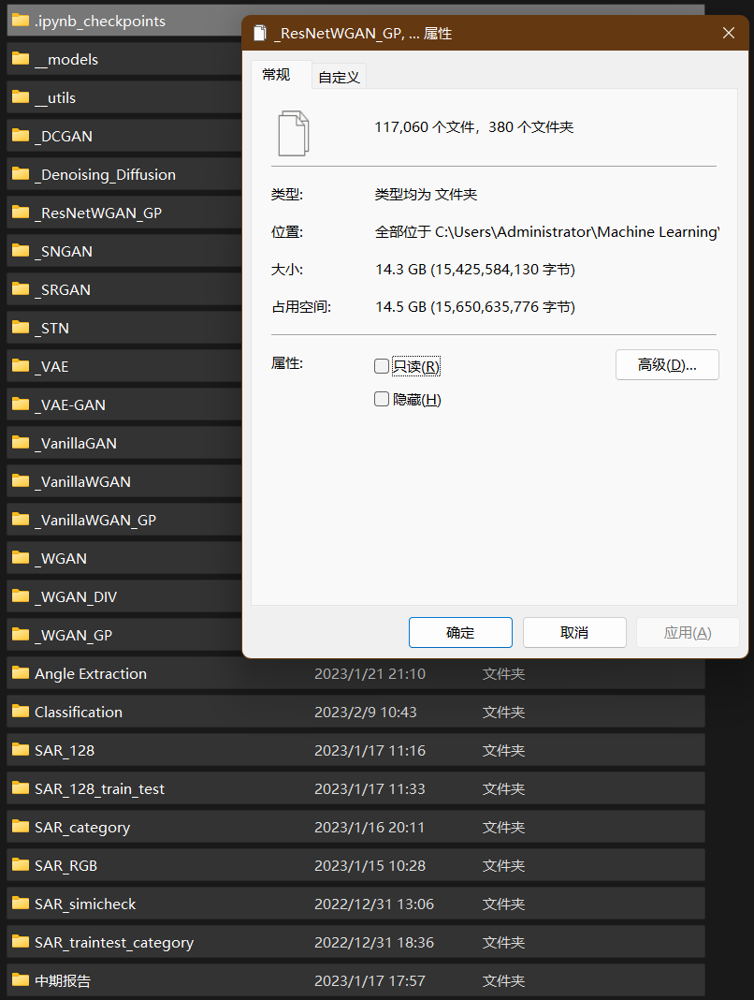 .ipynb_checkpoints
__models
__utils
_DCGAN
_Denoising_Diffusion
_ResNetWGAN_GP
_SNGAN
_SRGAN
_STN
_VAE
_VAE-GAN
_VanillaGAN
_VanillaWGAN
_VanillaWGAN_GP
_WGAN
_WGAN_DIV
_WGAN_GP
Angle Extraction 2023/1/21 21:10 文件夹
Classification 2023/2/9 10:43 文件夹
SAR_128 2023/1/17 11:16 文件夹
SAR_128_train_test 2023/1/17 11:33 文件夹
SAR_category 2023/1/16 20:11 文件夹
SAR_RGB 2023/1/15 10:28 文件夹
SAR_simicheck 2022/12/31 13:06 文件夹
SAR_traintest_category 2022/12/31 18:36 文件夹
中期报告 2023/1/17 17:57 文件夹
_ResNetWGAN_GP, ... 属性
常规 自定义
117,060 个文件，380 个文件夹
类型: 类型均为 文件夹
位置: 全部位于 C:\Users\Administrator\Machine Learning\
大小: 14.3 GB (15,425,584,130 字节)
占用空间: 14.5 GB (15,650,635,776 字节)
属性: 只读(R) 高级(D)...
隐藏(H)
确定 取消 应用(A)